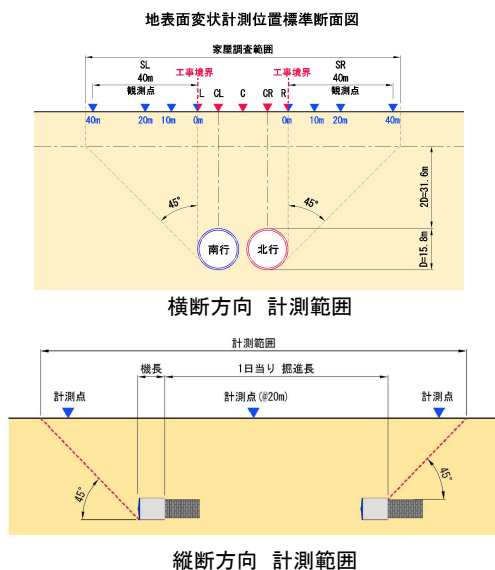 地表面変状計測位置標準断面図
家屋調査範囲
SL SR
40m 工事境界 工事境界 40m
観測点 L CL C CR R 観測点
40m 20m 10m 0m 0m 10m 20m 40m
45° 45°
2D=31.6m
南行 北行
D=15.8m
横断方向 計測範囲
計測範囲
機長 1日当り 掘進長
計測点 計測点(@20m) 計測点
45° 45°
縦断方向 計測範囲